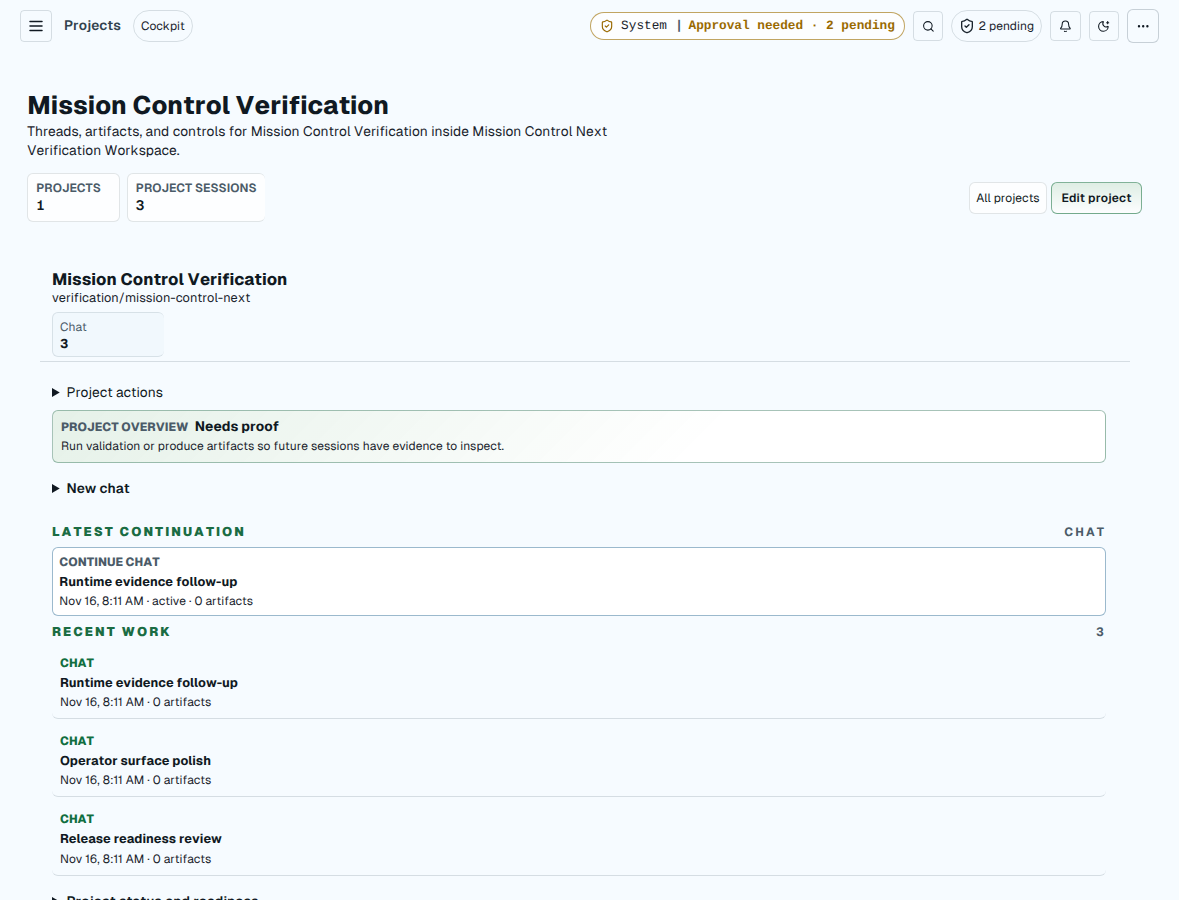 Projects Cockpit System | Approval needed · 2 pending 2 pending ...
Mission Control Verification
Threads, artifacts, and controls for Mission Control Verification inside Mission Control Next
Verification Workspace.
PROJECTS PROJECT SESSIONS
1 3
All projects Edit project
Mission Control Verification
verification/mission-control-next
Chat
3
Project actions
PROJECT OVERVIEW Needs proof
Run validation or produce artifacts so future sessions have evidence to inspect.
New chat
LATEST CONTINUATION CHAT
CONTINUE CHAT
Runtime evidence follow-up
Nov 16, 8:11 AM · active · 0 artifacts
RECENT WORK 3
CHAT
Runtime evidence follow-up
Nov 16, 8:11 AM · 0 artifacts
CHAT
Operator surface polish
Nov 16, 8:11 AM · 0 artifacts
CHAT
Release readiness review
Nov 16, 8:11 AM · 0 artifacts
Project status and readiness